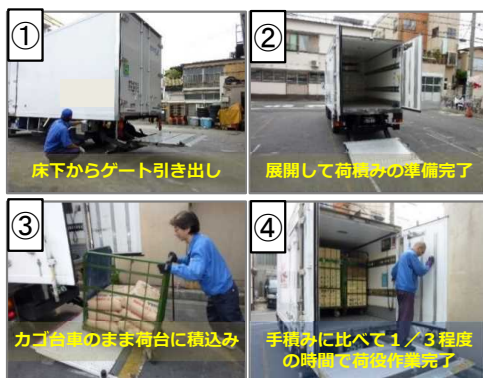 ①
床下からゲート引き出し
②
展開して荷積みの準備完了
③
カゴ台車のまま荷台に積込み
④
手積みに比べて１／３程度
の時間で荷役作業完了